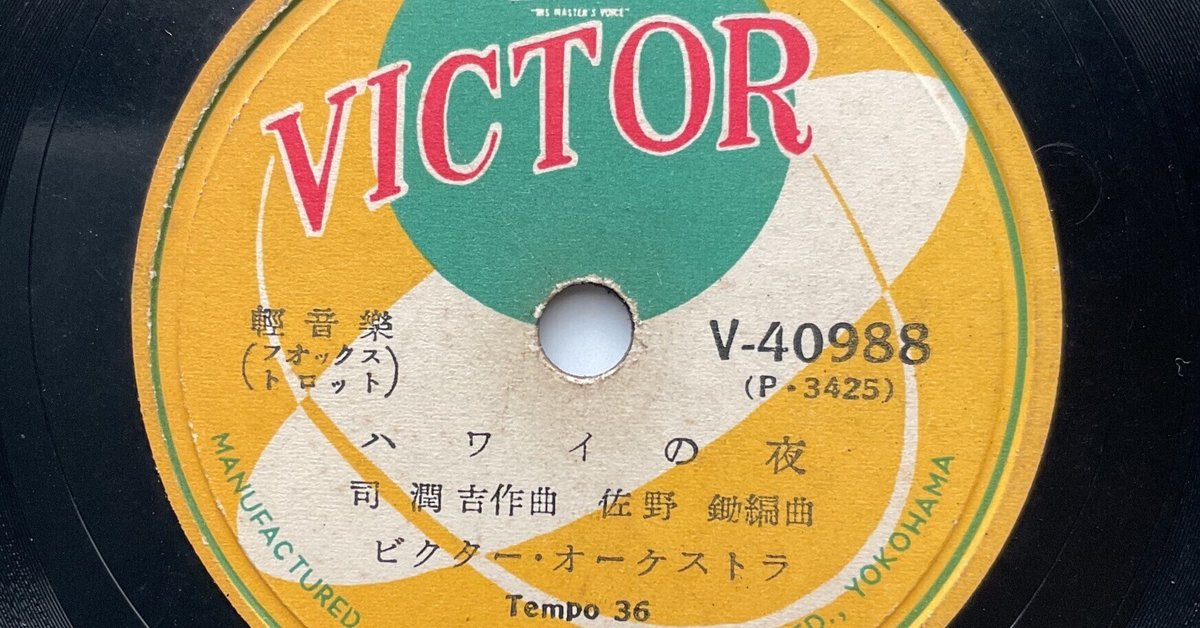 "HIS MASTER'S VOICE"
VICTOR
輕音樂
(フオックス
トロット)
V-40988
(P・3425)
ハワイの夜
司潤吉作曲 佐野鋤編曲
ビクター・オーケストラ
Tempo 36
MANUFACTURED
TD., YOKOHAMA